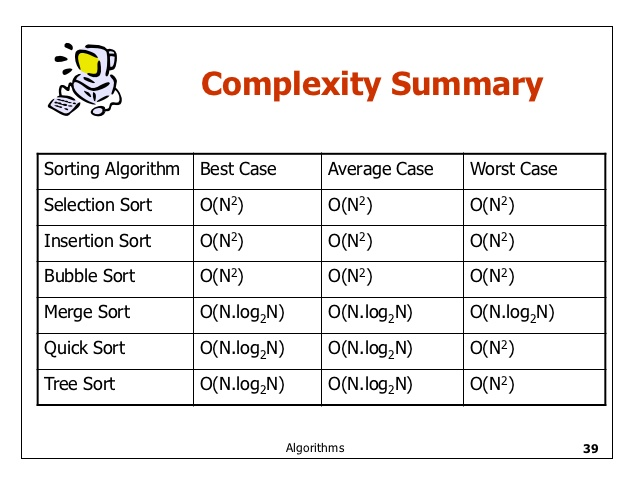 Complexity Summary
Sorting Algorithm Best Case Average Case Worst Case
Selection Sort O(N²) O(N²) O(N²)
Insertion Sort O(N²) O(N²) O(N²)
Bubble Sort O(N²) O(N²) O(N²)
Merge Sort O(N.log₂N) O(N.log₂N) O(N.log₂N)
Quick Sort O(N.log₂N) O(N.log₂N) O(N²)
Tree Sort O(N.log₂N) O(N.log₂N) O(N²)
Algorithms 39